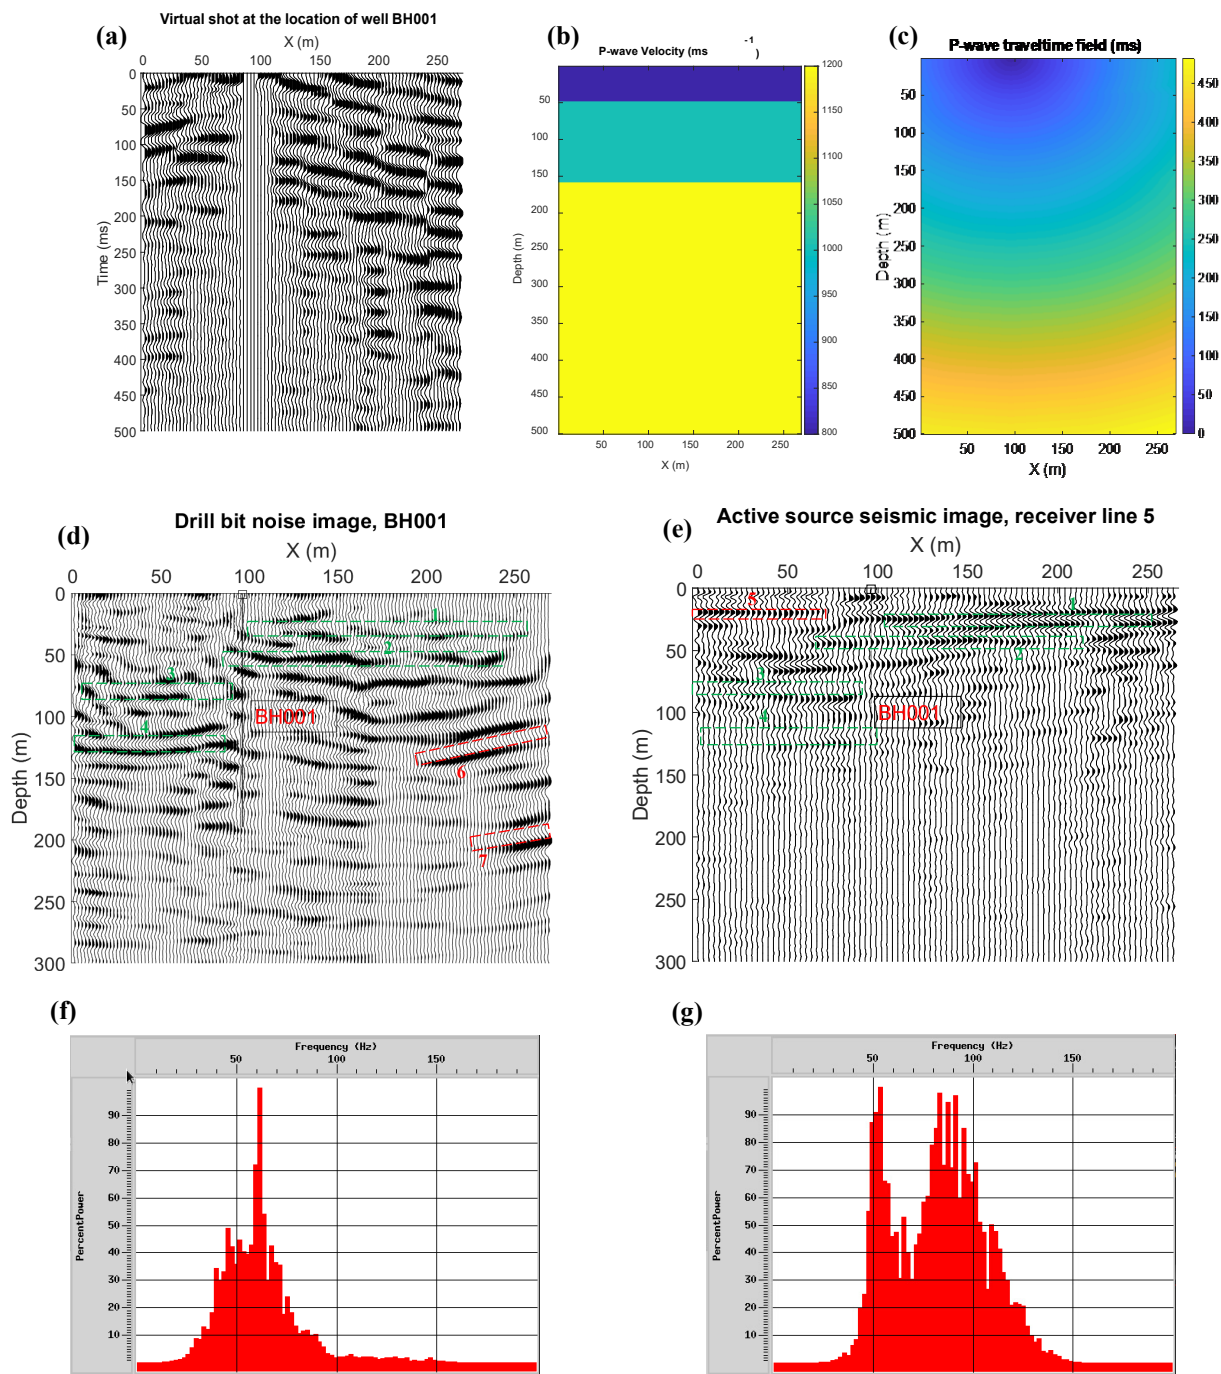 Virtual shot at the location of well BH001
(a)
X (m)
0 50 100 150 200 250
0
50
100
150
200
250
300
350
400
450
500
Time (ms)
(b)
P-wave Velocity (ms -1 )
50
100
150
200
250
300
350
400
450
500
Depth (m)
50 100 150 200 250
X (m)
1200
1150
1100
1050
1000
950
900
850
800
(c)
P-wave traveltime field (ms)
50
100
150
200
250
300
350
400
450
500
Depth (m)
50 100 150 200 250
X (m)
450
400
350
300
250
200
150
100
50
0
(d)
Drill bit noise image, BH001
X (m)
0 50 100 150 200 250
0
50
100
150
200
250
300
Depth (m)
1
2
3
4
BH001
6
7
(e)
Active source seismic image, receiver line 5
X (m)
0 50 100 150 200 250
0
50
100
150
200
250
300
Depth (m)
5
1
2
3
4
BH001
(f)
Frequency (Hz)
50 100 150
90
80
70
60
50
40
30
20
10
PercentPower
(g)
Frequency (Hz)
50 100 150
90
80
70
60
50
40
30
20
10
PercentPower